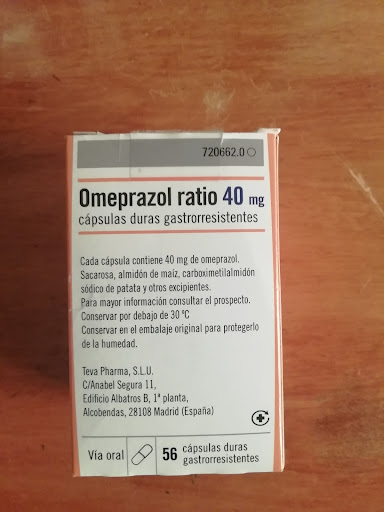 720662.0
Omeprazol ratio 40 mg
cápsulas duras gastrorresistentes
Cada cápsula contiene 40 mg de omeprazol.
Sacarosa, almidón de maíz, carboximetilalmidón
sódico de patata y otros excipientes.
Para mayor información consultar el prospecto.
Conservar por debajo de 30 ºC
Conservar en el embalaje original para protegerlo
de la humedad.
Teva Pharma, S.L.U.
C/Anabel Segura 11,
Edificio Albatros B, 1ª planta,
Alcobendas, 28108 Madrid (España)
Vía oral
56 cápsulas duras
gastrorresistentes